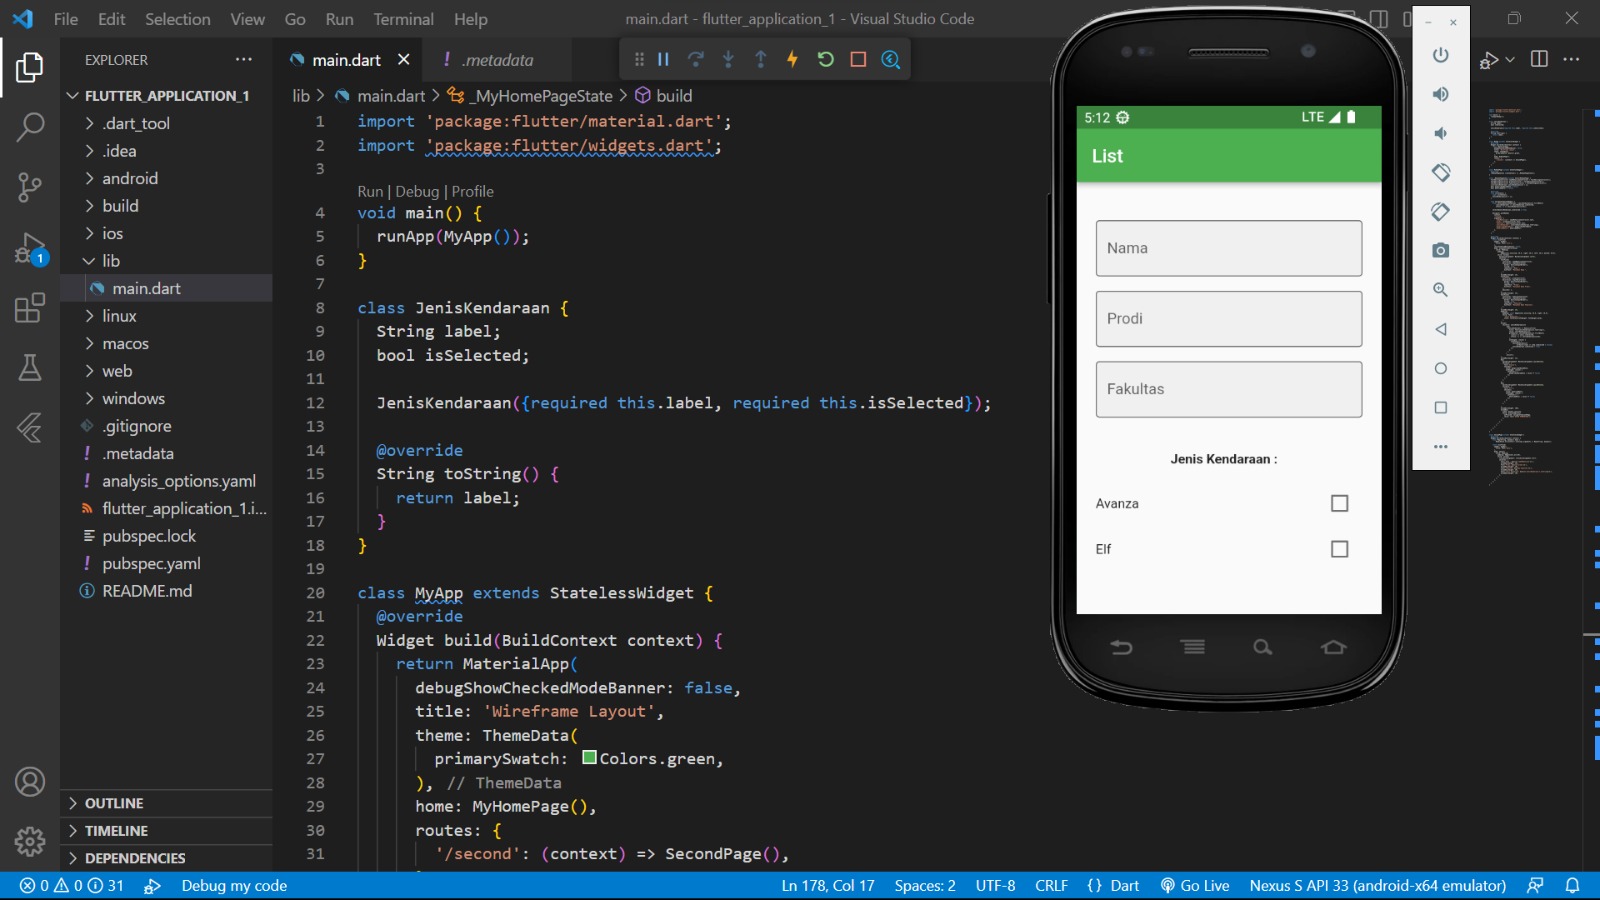 File Edit Selection View Go Run Terminal Help
main.dart - flutter_application_1 - Visual Studio Code
EXPLORER
FLUTTER_APPLICATION_1
.dart_tool
.idea
android
build
ios
lib
main.dart
linux
macos
web
windows
.gitignore
.metadata
analysis_options.yaml
flutter_application_1.i...
pubspec.lock
pubspec.yaml
README.md
OUTLINE
TIMELINE
DEPENDENCIES
1
main.dart
.metadata
lib > main.dart > _MyHomePageState > build
1 import 'package:flutter/material.dart';
2 import 'package:flutter/widgets.dart';
3
Run | Debug | Profile
4 void main() {
5 runApp(MyApp());
6 }
7
8 class JenisKendaraan {
9 String label;
10 bool isSelected;
11
12 JenisKendaraan({required this.label, required this.isSelected});
13
14 @override
15 String toString() {
16 return label;
17 }
18 }
19
20 class MyApp extends StatelessWidget {
21 @override
22 Widget build(BuildContext context) {
23 return MaterialApp(
24 debugShowCheckedModeBanner: false,
25 title: 'Wireframe Layout',
26 theme: ThemeData(
27 primarySwatch: Colors.green,
28 ), // ThemeData
29 home: MyHomePage(),
30 routes: {
31 '/second': (context) => SecondPage(),
5:12 LTE
List
Nama
Prodi
Fakultas
Jenis Kendaraan :
Avanza
Elf
0 0 31 Debug my code
Ln 178, Col 17 Spaces: 2 UTF-8 CRLF {} Dart Go Live Nexus S API 33 (android-x64 emulator)